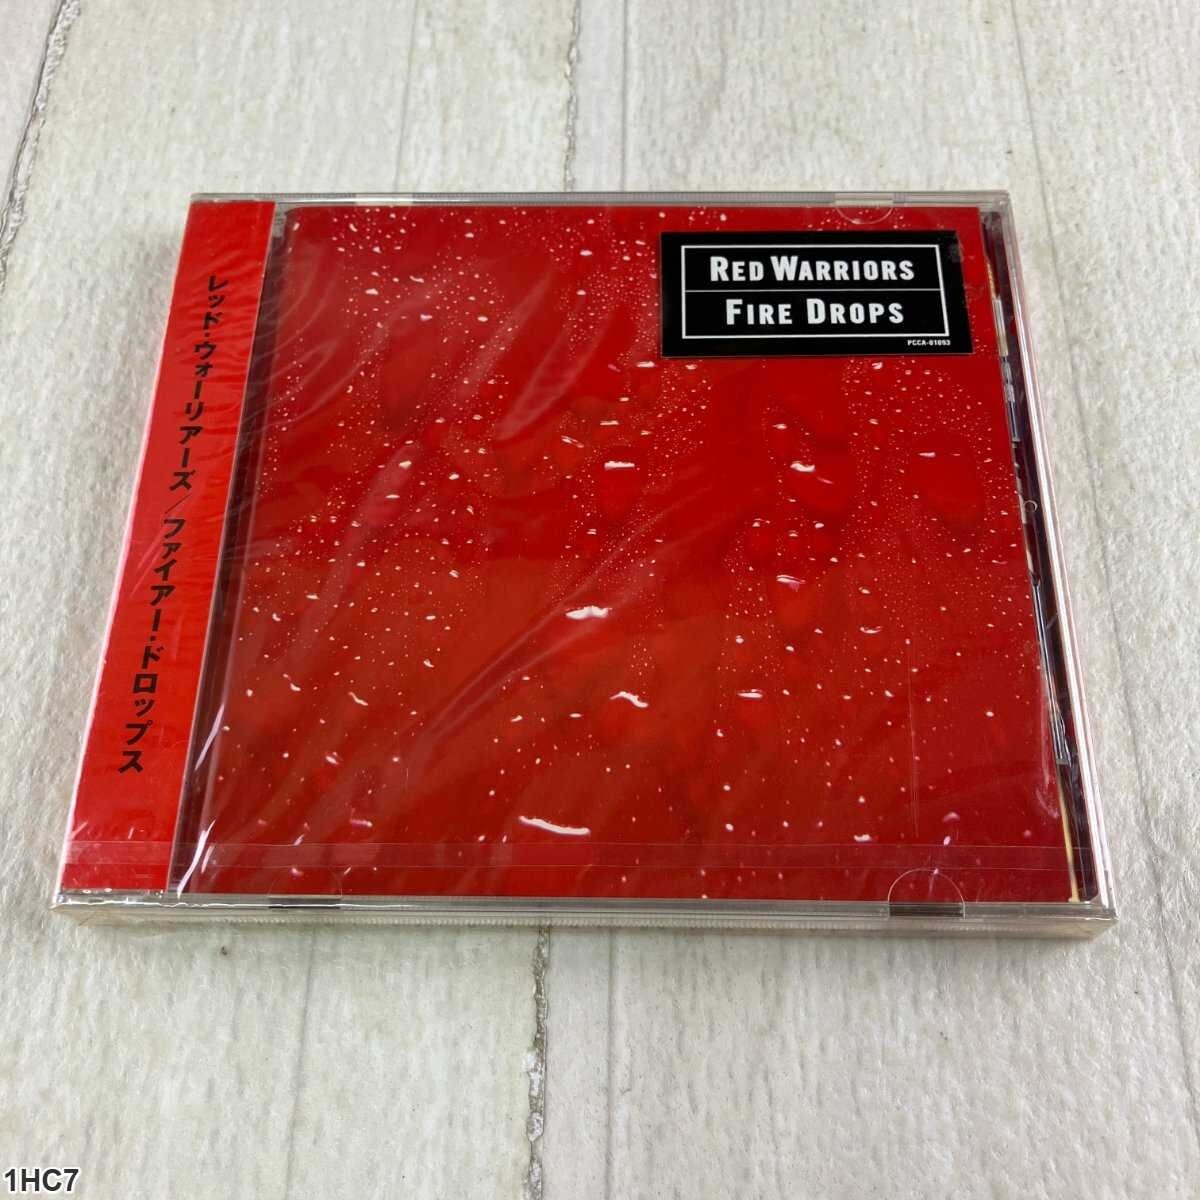 レッド・ウォーリアーズ／ファイアー・ドロップス
RED WARRIORS
FIRE DROPS
PCCA-01093
1HC7